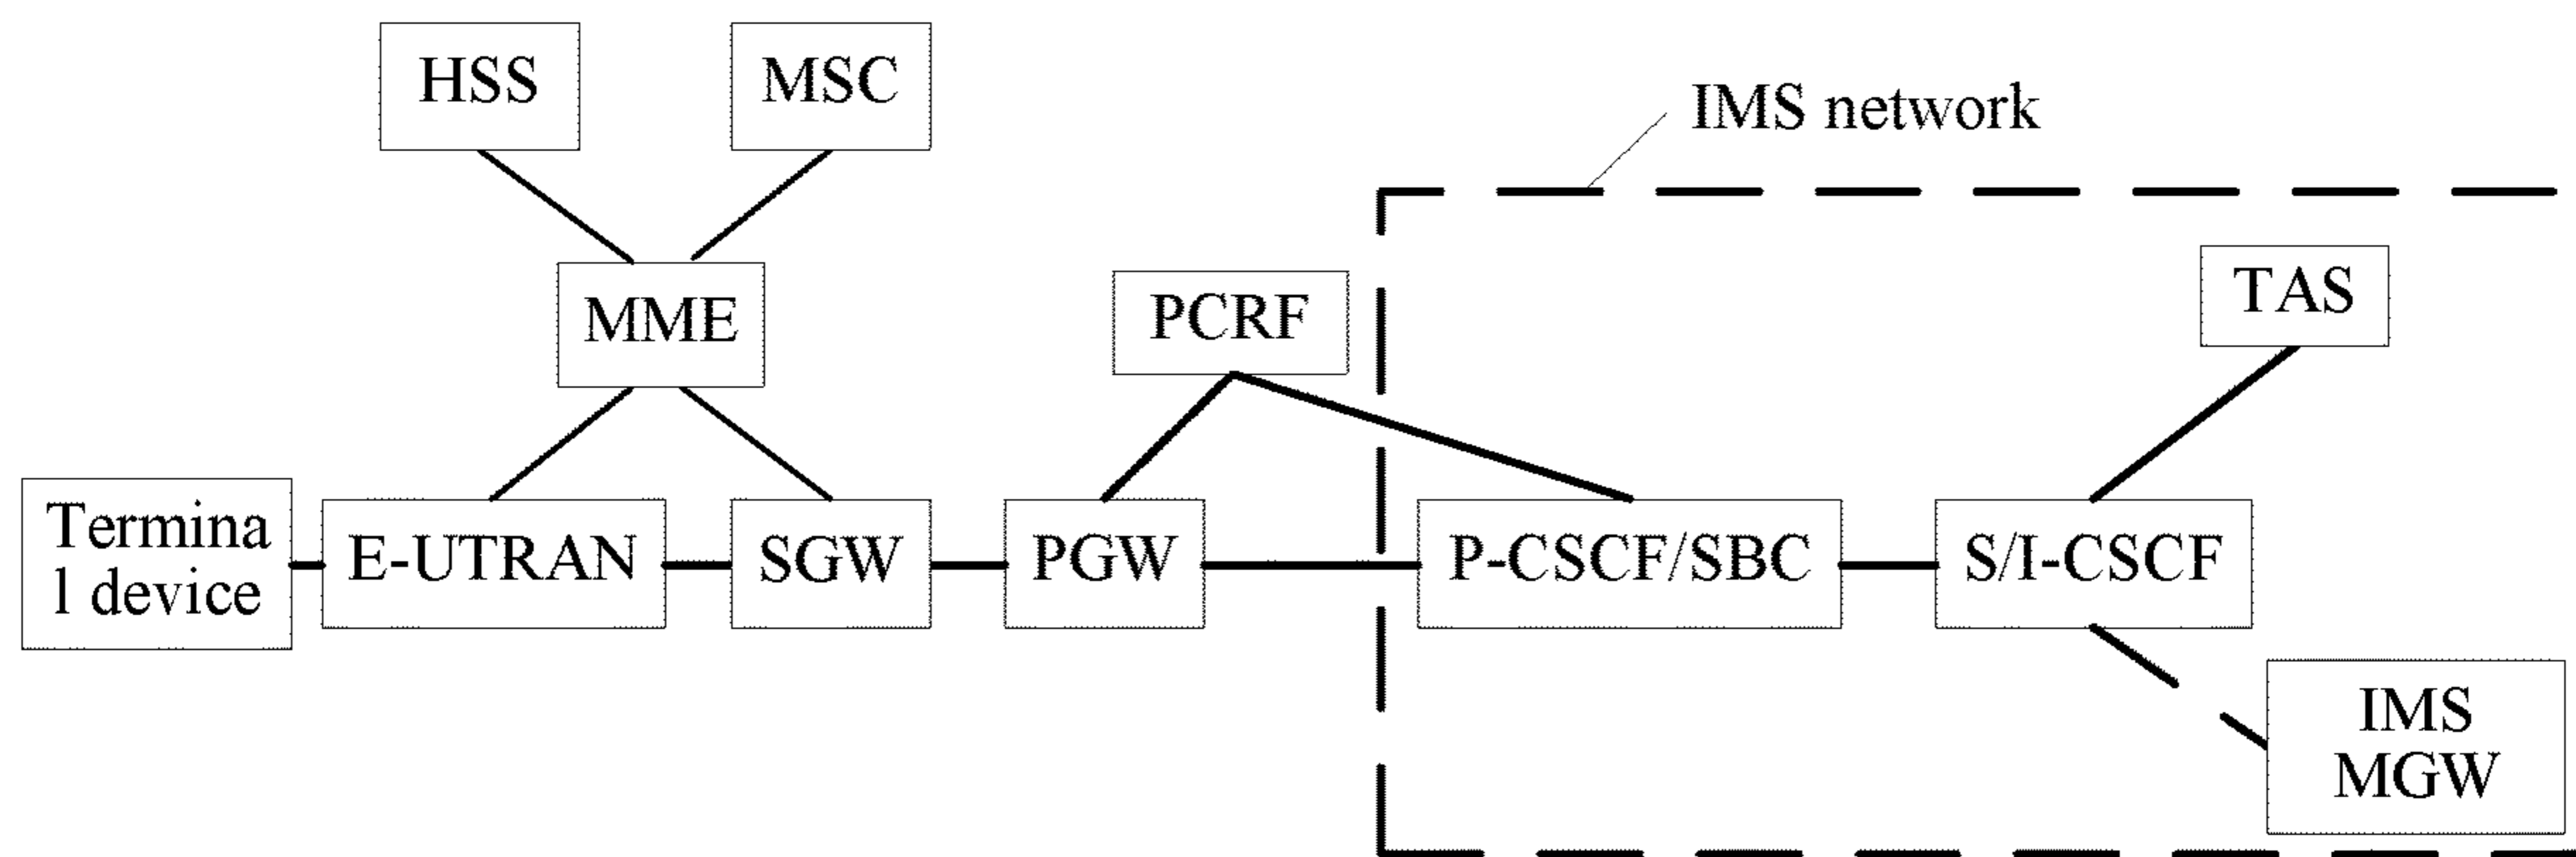 HSS
MSC
IMS network
MME
PCRF
TAS
Termina
l device
E-UTRAN
SGW
PGW
P-CSCF/SBC
S/I-CSCF
IMS
MGW